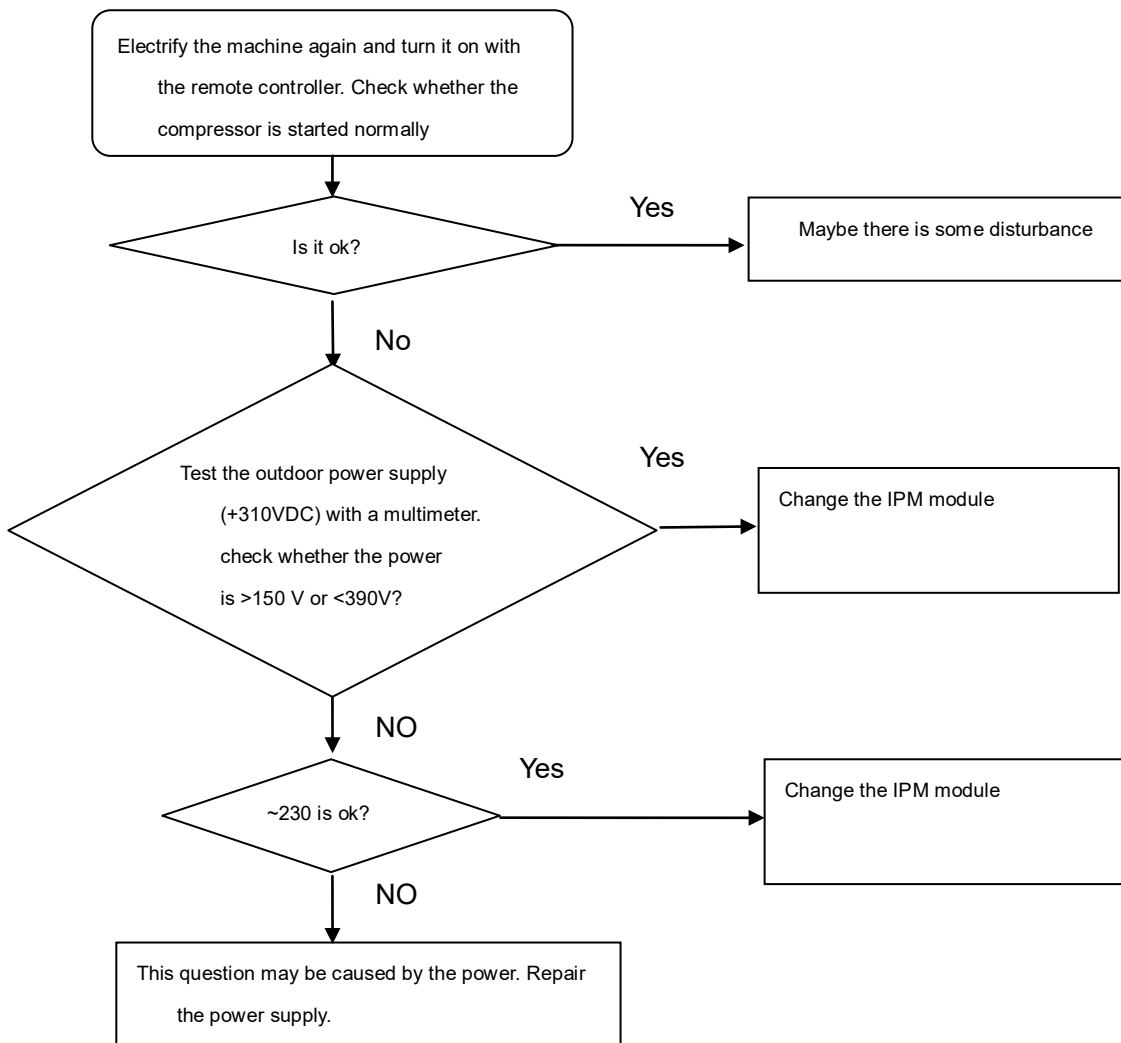 Electrify the machine again and turn it on with
the remote controller. Check whether the
compressor is started normally
Yes
Is it ok?
Maybe there is some disturbance
No
Yes
Test the outdoor power supply
(+310VDC) with a multimeter.
check whether the power
is >150 V or <390V?
Change the IPM module
NO
Yes
~230 is ok?
Change the IPM module
NO
This question may be caused by the power. Repair
the power supply.